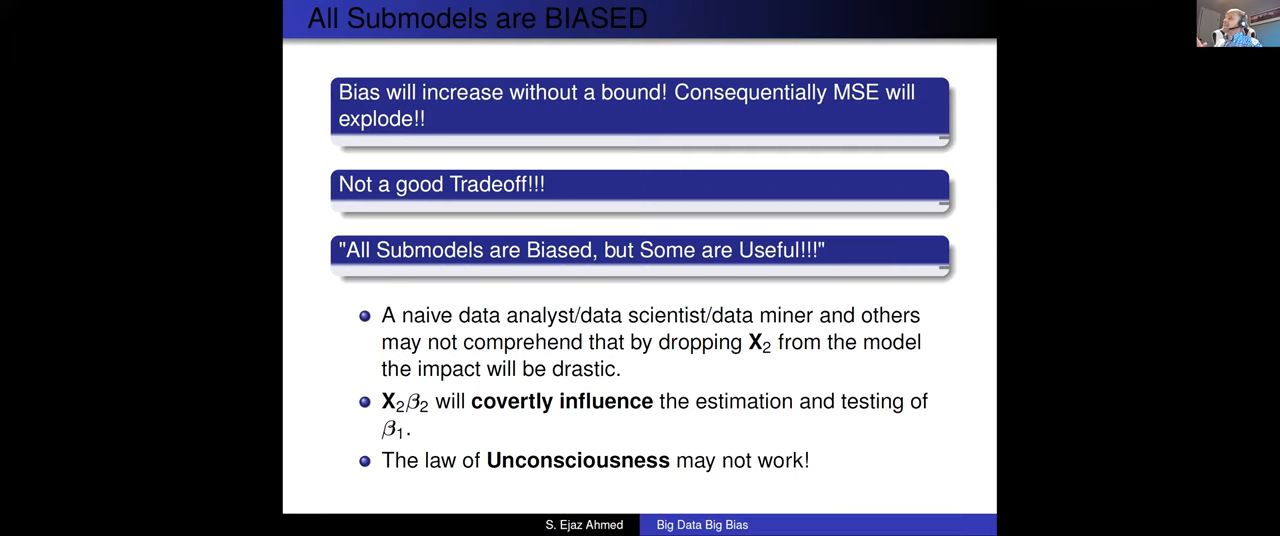 All Submodels are BIASED
Bias will increase without a bound! Consequentially MSE will
explode!!
Not a good Tradeoff!!!
"All Submodels are Biased, but Some are Useful!!!"
A naive data analyst/data scientist/data miner and others
may not comprehend that by dropping X₂ from the model
the impact will be drastic.
X₂β₂ will covertly influence the estimation and testing of
β₁.
The law of Unconsciousness may not work!
S. Ejaz Ahmed
Big Data Big Bias